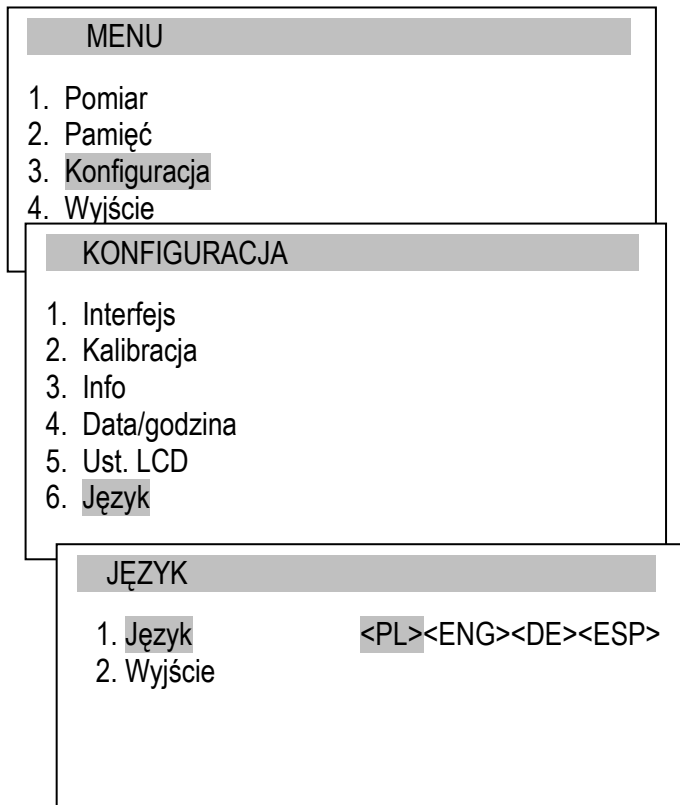 MENU
1. Pomiar
2. Pamięć
3. Konfiguracja
4. Wyjście
KONFIGURACJA
1. Interfejs
2. Kalibracja
3. Info
4. Data/godzina
5. Ust. LCD
6. Język
JĘZYK
1. Język <PL><ENG><DE><ESP>
2. Wyjście